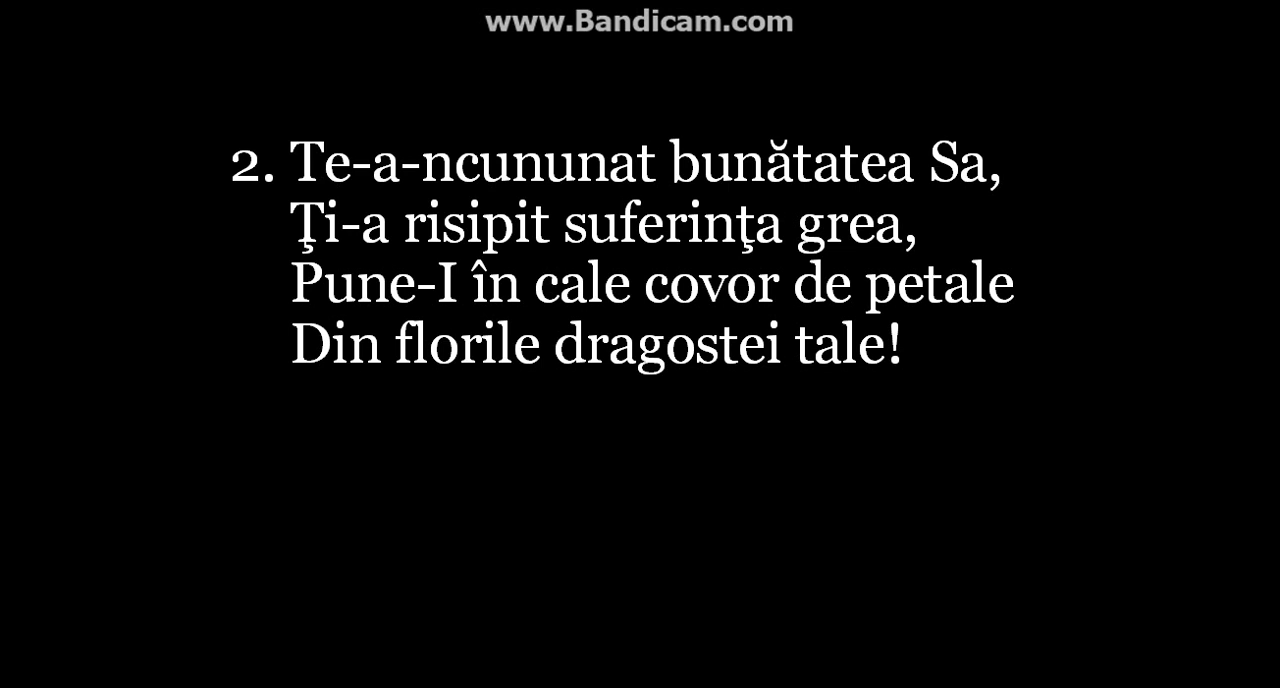 www.Bandicam.com
2. Te-a-ncununat bunătatea Sa,
Ţi-a risipit suferinţa grea,
Pune-I în cale covor de petale
Din florile dragostei tale!